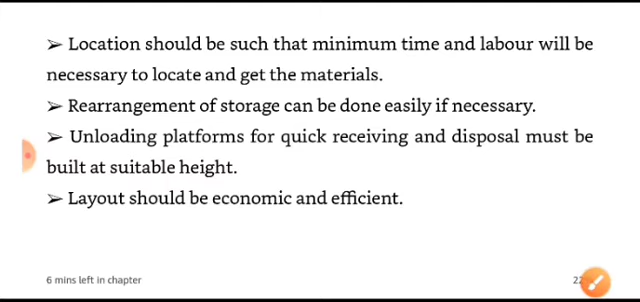 ➢ Location should be such that minimum time and labour will be
necessary to locate and get the materials.
➢ Rearrangement of storage can be done easily if necessary.
➢ Unloading platforms for quick receiving and disposal must be
built at suitable height.
➢ Layout should be economic and efficient.
6 mins left in chapter